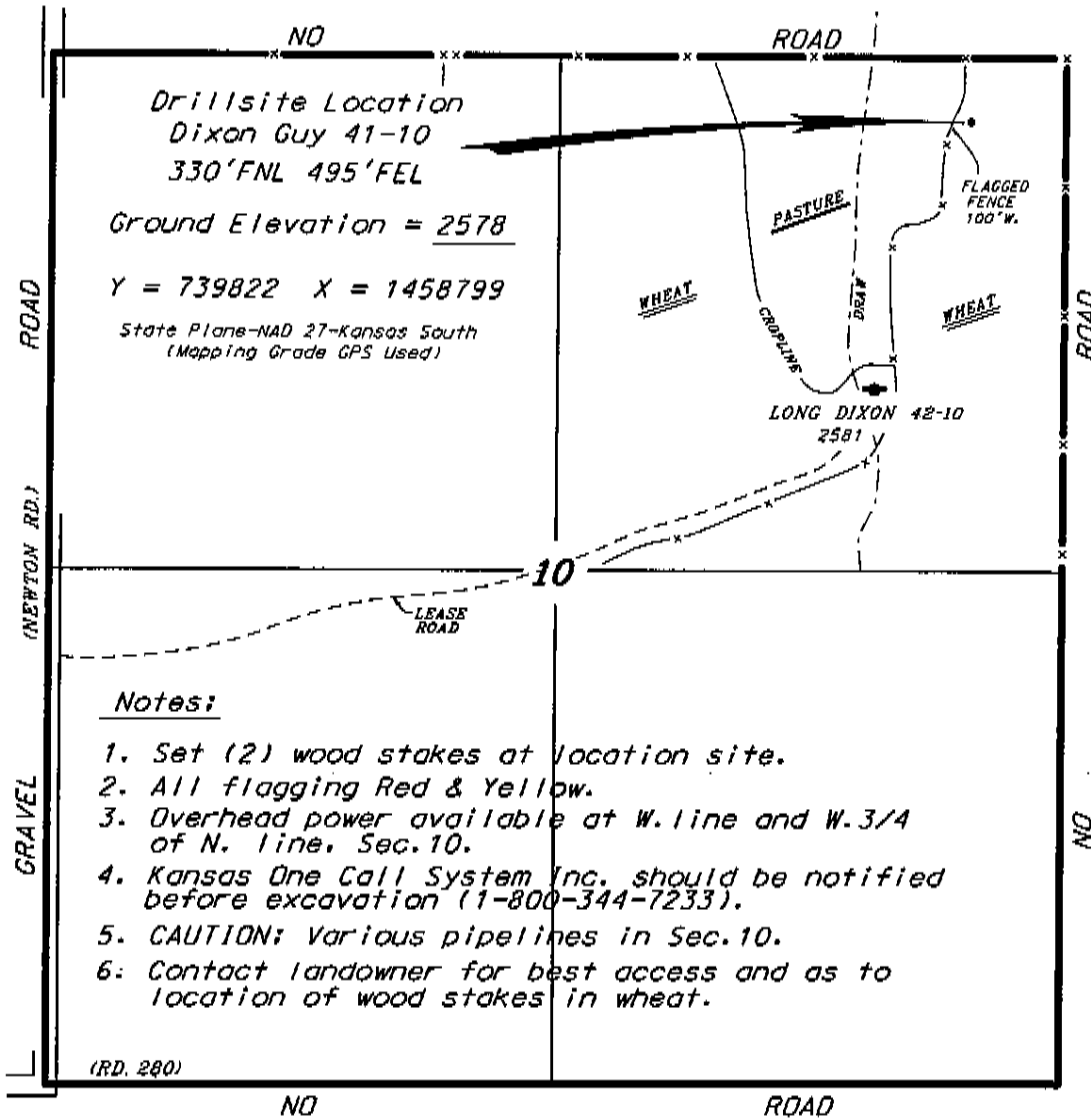 NO ROAD
Drillsite Location
Dixon Guy 41-10
330'FNL 495'FEL
Ground Elevation = 2578
Y = 739822 X = 1458799
State Plane-NAD 27-Kansas South
(Mapping Grade GPS Used)
FLAGGED
FENCE
100'W.
PASTURE
WHEAT
CROPLINE
DRAW
WHEAT
LONG DIXON 42-10
2581
ROAD
(NEWTON RD.)
GRAVEL
ROAD
NO
10
LEASE
ROAD
Notes:
1. Set (2) wood stakes at location site.
2. All flagging Red & Yellow.
3. Overhead power available at W. line and W. 3/4
of N. line. Sec. 10.
4. Kansas One Call System Inc. should be notified
before excavation (1-800-344-7233).
5. CAUTION: Various pipelines in Sec. 10.
6: Contact landowner for best access and as to
location of wood stakes in wheat.
(RD. 280)
NO ROAD